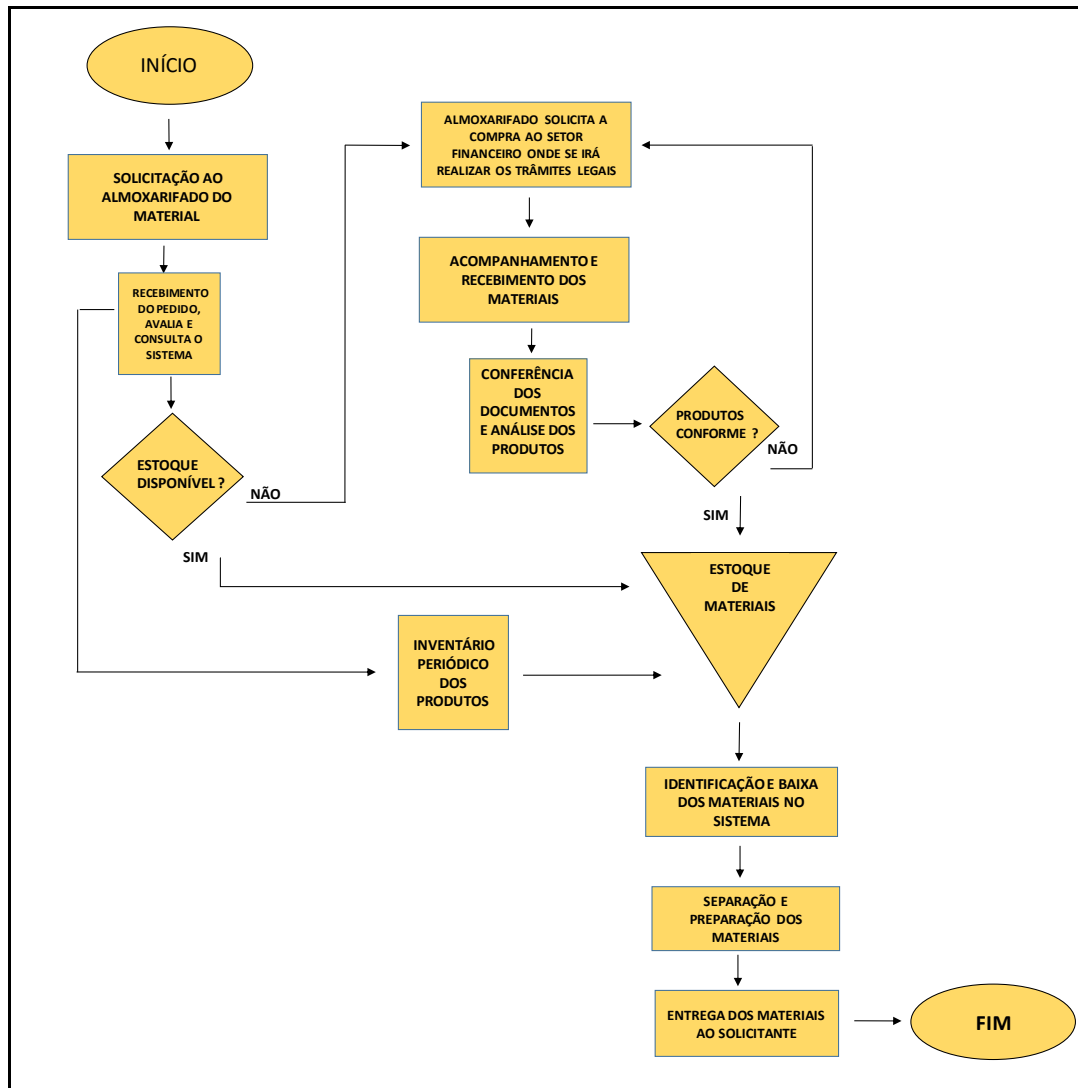 INÍCIO
SOLICITAÇÃO AO
ALMOXARIFADO DO
MATERIAL
RECEBIMENTO
DO PEDIDO,
AVALIA E
CONSULTA O
SISTEMA
ESTOQUE
DISPONÍVEL ?
NÃO
SIM
ALMOXARIFADO SOLICITA A
COMPRA AO SETOR
FINANCEIRO ONDE SE IRÁ
REALIZAR OS TRÂMITES LEGAIS
ACOMPANHAMENTO E
RECEBIMENTO DOS
MATERIAIS
CONFERÊNCIA
DOS
DOCUMENTOS
E ANÁLISE DOS
PRODUTOS
PRODUTOS
CONFORME ?
NÃO
SIM
ESTOQUE
DE
MATERIAIS
INVENTÁRIO
PERIÓDICO
DOS
PRODUTOS
IDENTIFICAÇÃO E BAIXA
DOS MATERIAIS NO
SISTEMA
SEPARAÇÃO E
PREPARAÇÃO DOS
MATERIAIS
ENTREGA DOS MATERIAIS
AO SOLICITANTE
FIM